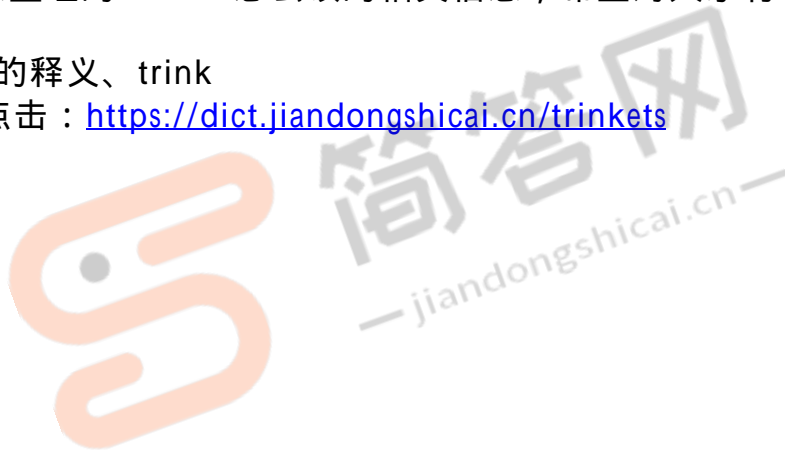 的释义、trink
点击：https://dict.jiandongshicai.cn/trinkets
简答网
jiandongshicai.cn